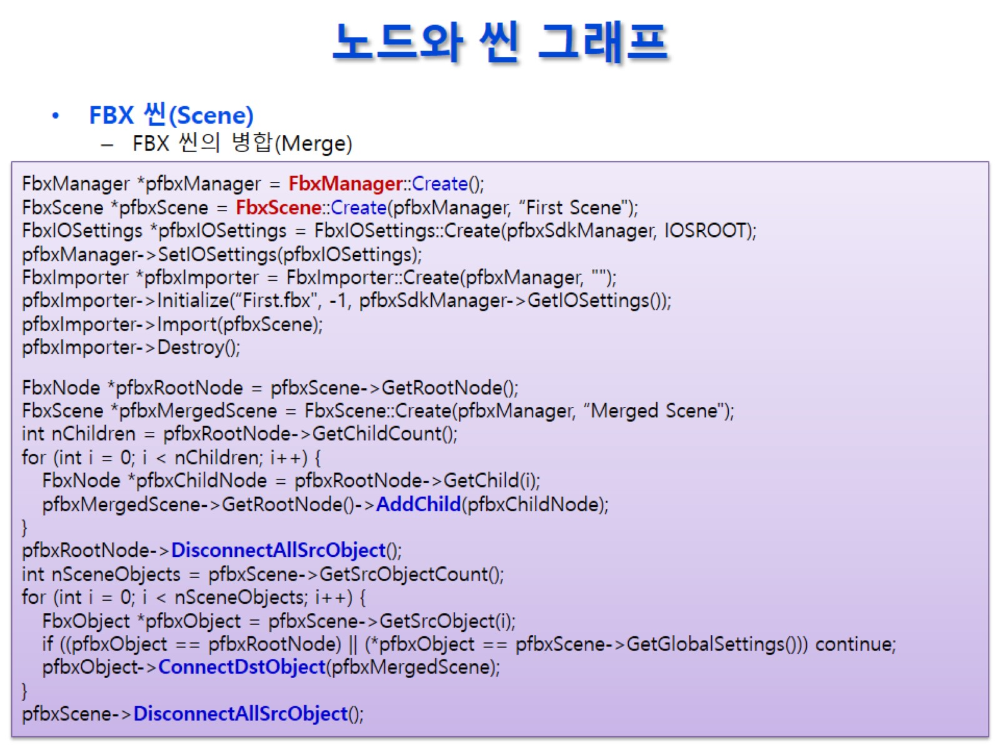 노드와 씬 그래프
• FBX 씬(Scene)
– FBX 씬의 병합(Merge)
FbxManager *pfbxManager = FbxManager::Create();
FbxScene *pfbxScene = FbxScene::Create(pfbxManager, “First Scene");
FbxIOSettings *pfbxIOSettings = FbxIOSettings::Create(pfbxSdkManager, IOSROOT);
pfbxManager->SetIOSettings(pfbxIOSettings);
FbxImporter *pfbxImporter = FbxImporter::Create(pfbxManager, "");
pfbxImporter->Initialize(“First.fbx", -1, pfbxSdkManager->GetIOSettings());
pfbxImporter->Import(pfbxScene);
pfbxImporter->Destroy();
FbxNode *pfbxRootNode = pfbxScene->GetRootNode();
FbxScene *pfbxMergedScene = FbxScene::Create(pfbxManager, “Merged Scene");
int nChildren = pfbxRootNode->GetChildCount();
for (int i = 0; i < nChildren; i++) {
FbxNode *pfbxChildNode = pfbxRootNode->GetChild(i);
pfbxMergedScene->GetRootNode()->AddChild(pfbxChildNode);
}
pfbxRootNode->DisconnectAllSrcObject();
int nSceneObjects = pfbxScene->GetSrcObjectCount();
for (int i = 0; i < nSceneObjects; i++) {
FbxObject *pfbxObject = pfbxScene->GetSrcObject(i);
if ((pfbxObject == pfbxRootNode) || (*pfbxObject == pfbxScene->GetGlobalSettings())) continue;
pfbxObject->ConnectDstObject(pfbxMergedScene);
}
pfbxScene->DisconnectAllSrcObject();